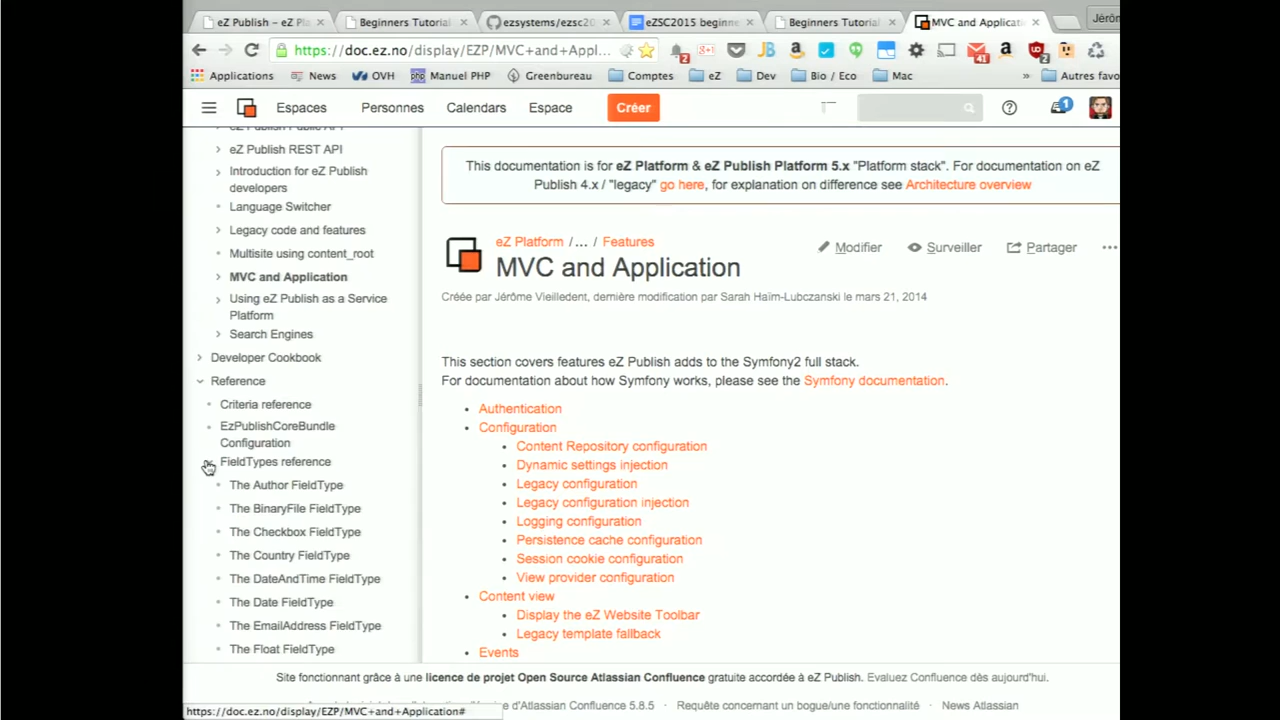 eZ Publish – eZ Pla
Beginners Tutorial
ezsystems/ezsc20
eZSC2015 beginne
Beginners Tutorial
MVC and Applicati
Jérôm
https://doc.ez.no/display/EZP/MVC+and+Appl...
2
41
2
Applications
News
OVH
php Manuel PHP
Greenbureau
Comptes
eZ
Dev
Bio / Eco
Mac
»
Autres favo
Espaces
Personnes
Calendars
Espace
Créer
1
eZ Publish Public API
eZ Publish REST API
Introduction for eZ Publish
developers
Language Switcher
Legacy code and features
Multisite using content_root
MVC and Application
Using eZ Publish as a Service
Platform
Search Engines
Developer Cookbook
Reference
Criteria reference
EzPublishCoreBundle
Configuration
FieldTypes reference
The Author FieldType
The BinaryFile FieldType
The Checkbox FieldType
The Country FieldType
The DateAndTime FieldType
The Date FieldType
The EmailAddress FieldType
The Float FieldType
This documentation is for eZ Platform & eZ Publish Platform 5.x "Platform stack". For documentation on eZ
Publish 4.x / "legacy" go here, for explanation on difference see Architecture overview
eZ Platform /... / Features
MVC and Application
Modifier
Surveiller
Partager
Créée par Jérôme Vieilledent, dernière modification par Sarah Haïm-Lubczanski le mars 21, 2014
This section covers features eZ Publish adds to the Symfony2 full stack.
For documentation about how Symfony works, please see the Symfony documentation.
Authentication
Configuration
Content Repository configuration
Dynamic settings injection
Legacy configuration
Legacy configuration injection
Logging configuration
Persistence cache configuration
Session cookie configuration
View provider configuration
Content view
Display the eZ Website Toolbar
Legacy template fallback
Events
Site fonctionnant grâce à une licence de projet Open Source Atlassian Confluence gratuite accordée à eZ Publish. Evaluez Confluence dès aujourd'hui.
https://doc.ez.no/display/EZP/MVC+and+Application#
d'Atlassian Confluence 5.8.5 · Requête concernant un bogue/une fonctionnalité · News Atlassian